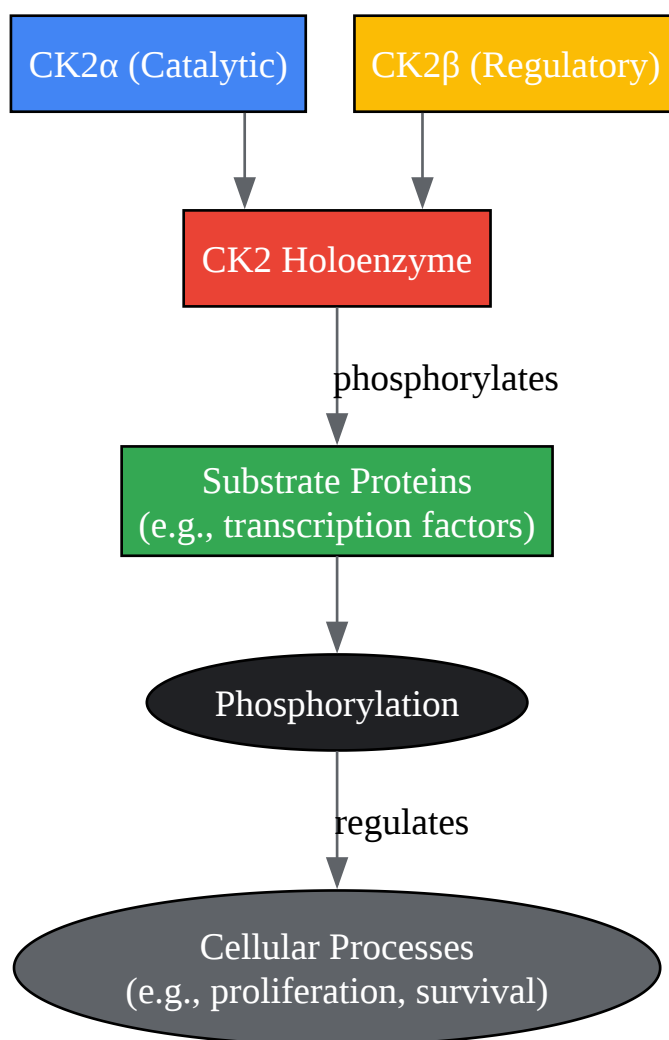 CK2α (Catalytic)
CK2β (Regulatory)
CK2 Holoenzyme
phosphorylates
Substrate Proteins
(e.g., transcription factors)
Phosphorylation
regulates
Cellular Processes
(e.g., proliferation, survival)